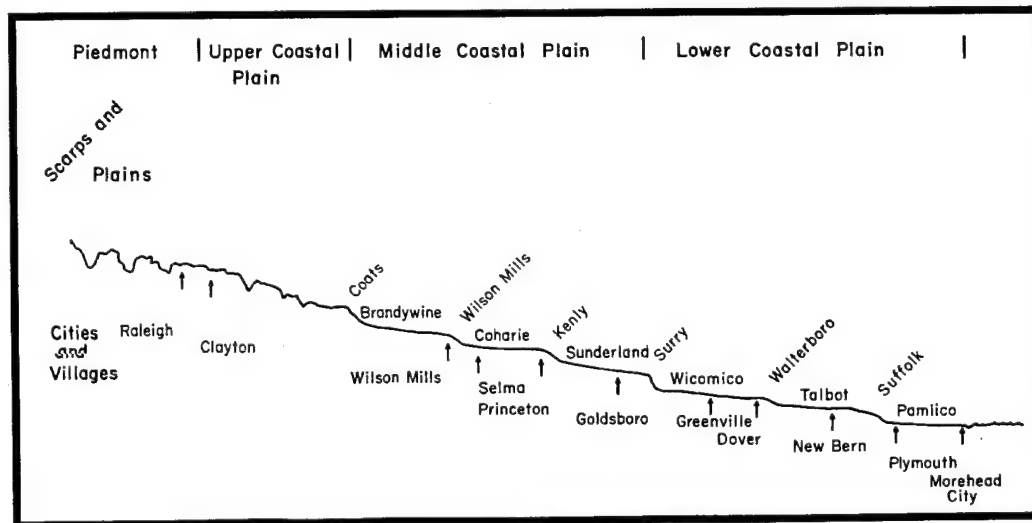 Piedmont
Upper Coastal
Plain
Middle Coastal Plain
Lower Coastal Plain
Scarps and
Plains
Coats
Brandywine
Wilson Mills
Coharie
Kenly
Sunderland
Surry
Wicomico
Walterboro
Talbot
Suffolk
Pamlico
Cities
and
Villages
Raleigh
Clayton
Wilson Mills
Selma
Princeton
Goldsboro
Greenville
Dover
New Bern
Plymouth
Morehead
City